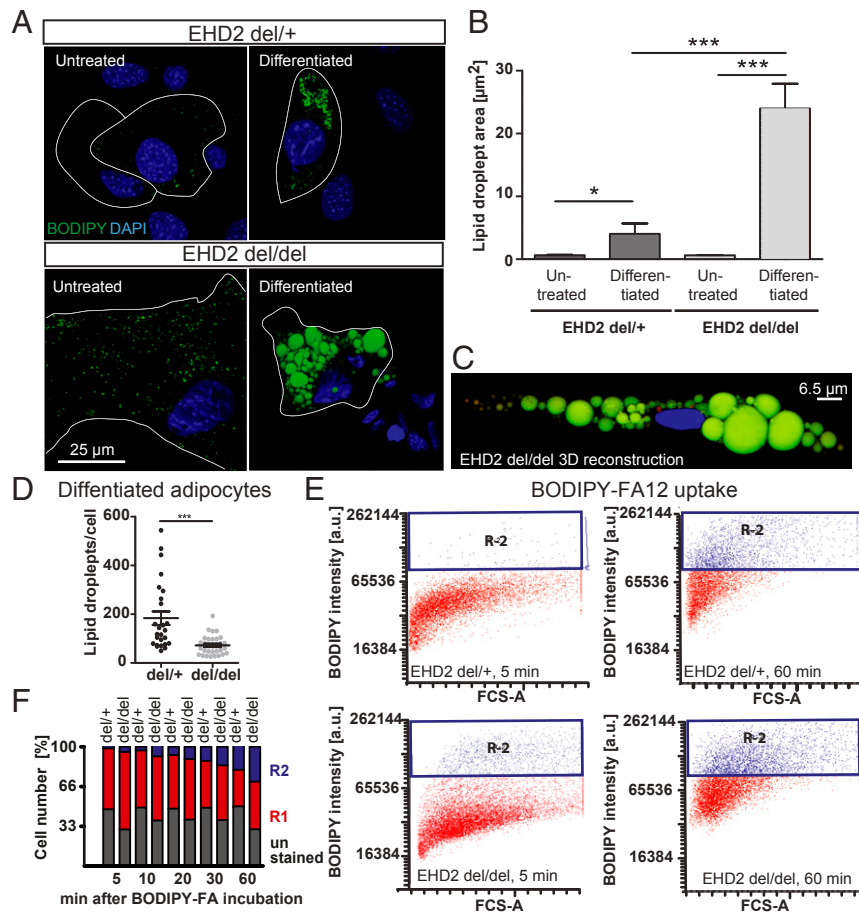 A
EHD2 del/+
Untreated
Differentiated
BODIPY DAPI
EHD2 del/del
Untreated
Differentiated
25 µm
B
Lipid droplept area [µm²]
30
20
10
0
***
***
*
Un-
treated
Differen-
tiated
Un-
treated
Differen-
tiated
EHD2 del/+
EHD2 del/del
C
6.5 µm
EHD2 del/del 3D reconstruction
D
Diffentiated adipocytes
Lipid droplepts/cell
600
400
200
0
***
del/+
del/del
E
BODIPY-FA12 uptake
BODIPY intensity [a.u.]
262144
65536
16384
R-2
EHD2 del/+, 5 min
FCS-A
BODIPY intensity [a.u.]
262144
65536
16384
R-2
EHD2 del/+, 60 min
FCS-A
BODIPY intensity [a.u.]
262144
65536
16384
R-2
EHD2 del/del, 5 min
FCS-A
BODIPY intensity [a.u.]
262144
65536
16384
R-2
EHD2 del/del, 60 min
FCS-A
F
del/+ del/del del/+ del/del del/+ del/del del/+ del/del del/+ del/del
Cell number [%]
100
66
33
R2
R1
un
stained
5 10 20 30 60
min after BODIPY-FA incubation